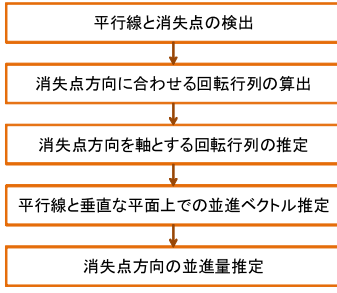 平行線と消失点の検出
消失点方向に合わせる回転行列の算出
消失点方向を軸とする回転行列の推定
平行線と垂直な平面上での並進ベクトル推定
消失点方向の並進量推定